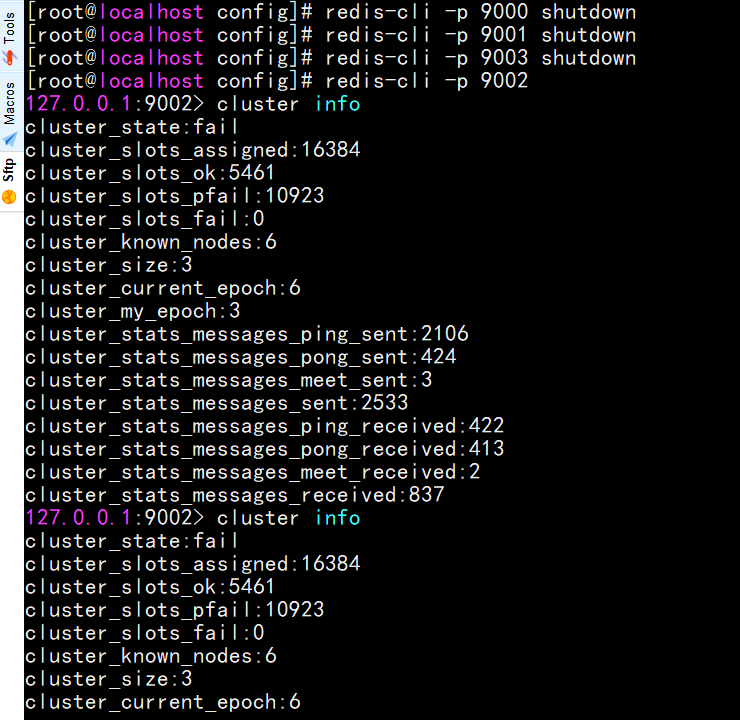 Tools
Macros
Sftp
[root@localhost config]# redis-cli -p 9000 shutdown
[root@localhost config]# redis-cli -p 9001 shutdown
[root@localhost config]# redis-cli -p 9003 shutdown
[root@localhost config]# redis-cli -p 9002
127.0.0.1:9002> cluster info
cluster_state:fail
cluster_slots_assigned:16384
cluster_slots_ok:5461
cluster_slots_pfail:10923
cluster_slots_fail:0
cluster_known_nodes:6
cluster_size:3
cluster_current_epoch:6
cluster_my_epoch:3
cluster_stats_messages_ping_sent:2106
cluster_stats_messages_pong_sent:424
cluster_stats_messages_meet_sent:3
cluster_stats_messages_sent:2533
cluster_stats_messages_ping_received:422
cluster_stats_messages_pong_received:413
cluster_stats_messages_meet_received:2
cluster_stats_messages_received:837
127.0.0.1:9002> cluster info
cluster_state:fail
cluster_slots_assigned:16384
cluster_slots_ok:5461
cluster_slots_pfail:10923
cluster_slots_fail:0
cluster_known_nodes:6
cluster_size:3
cluster_current_epoch:6